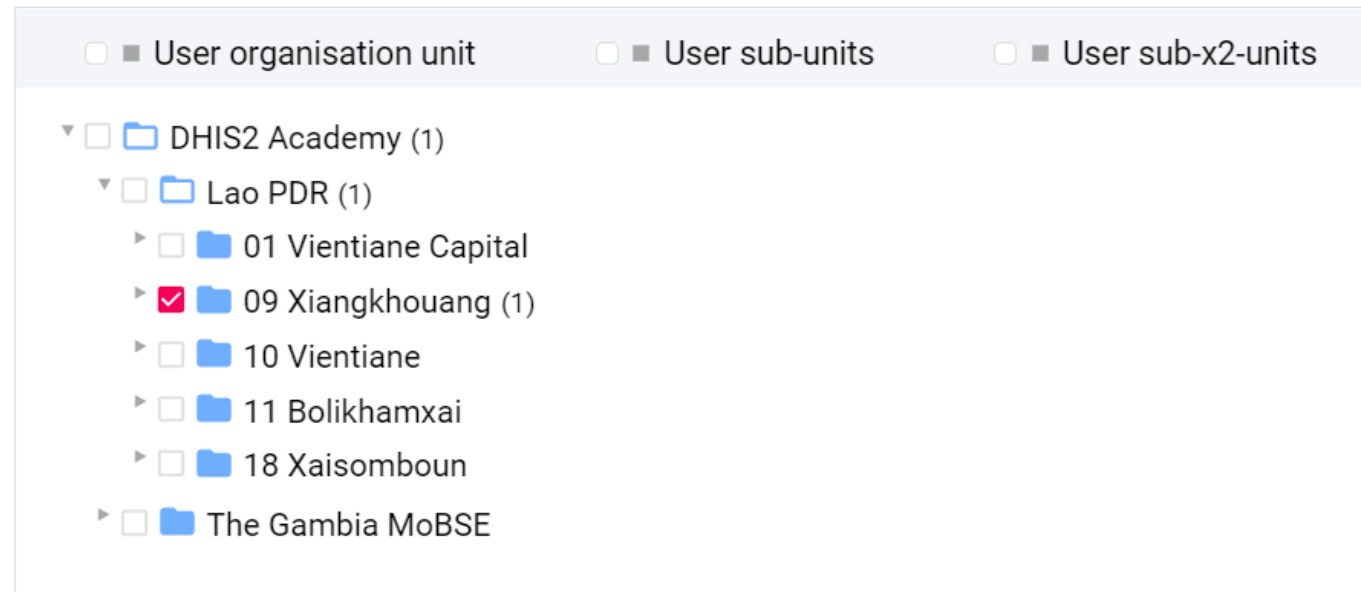 User organisation unit User sub-units User sub-x2-units
DHIS2 Academy (1)
Lao PDR (1)
01 Vientiane Capital
09 Xiangkhouang (1)
10 Vientiane
11 Bolikhamxai
18 Xaisomboun
The Gambia MoBSE